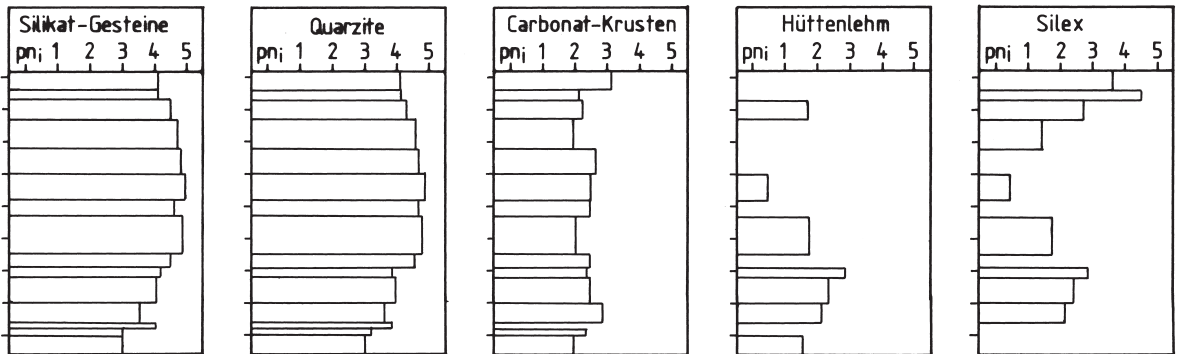 Silikat-Gesteine
pni 1 2 3 4 5
Quarzite
pni 1 2 3 4 5
Carbonat-Krusten
pni 1 2 3 4 5
Hüttenlehm
pni 1 2 3 4 5
Silex
pni 1 2 3 4 5